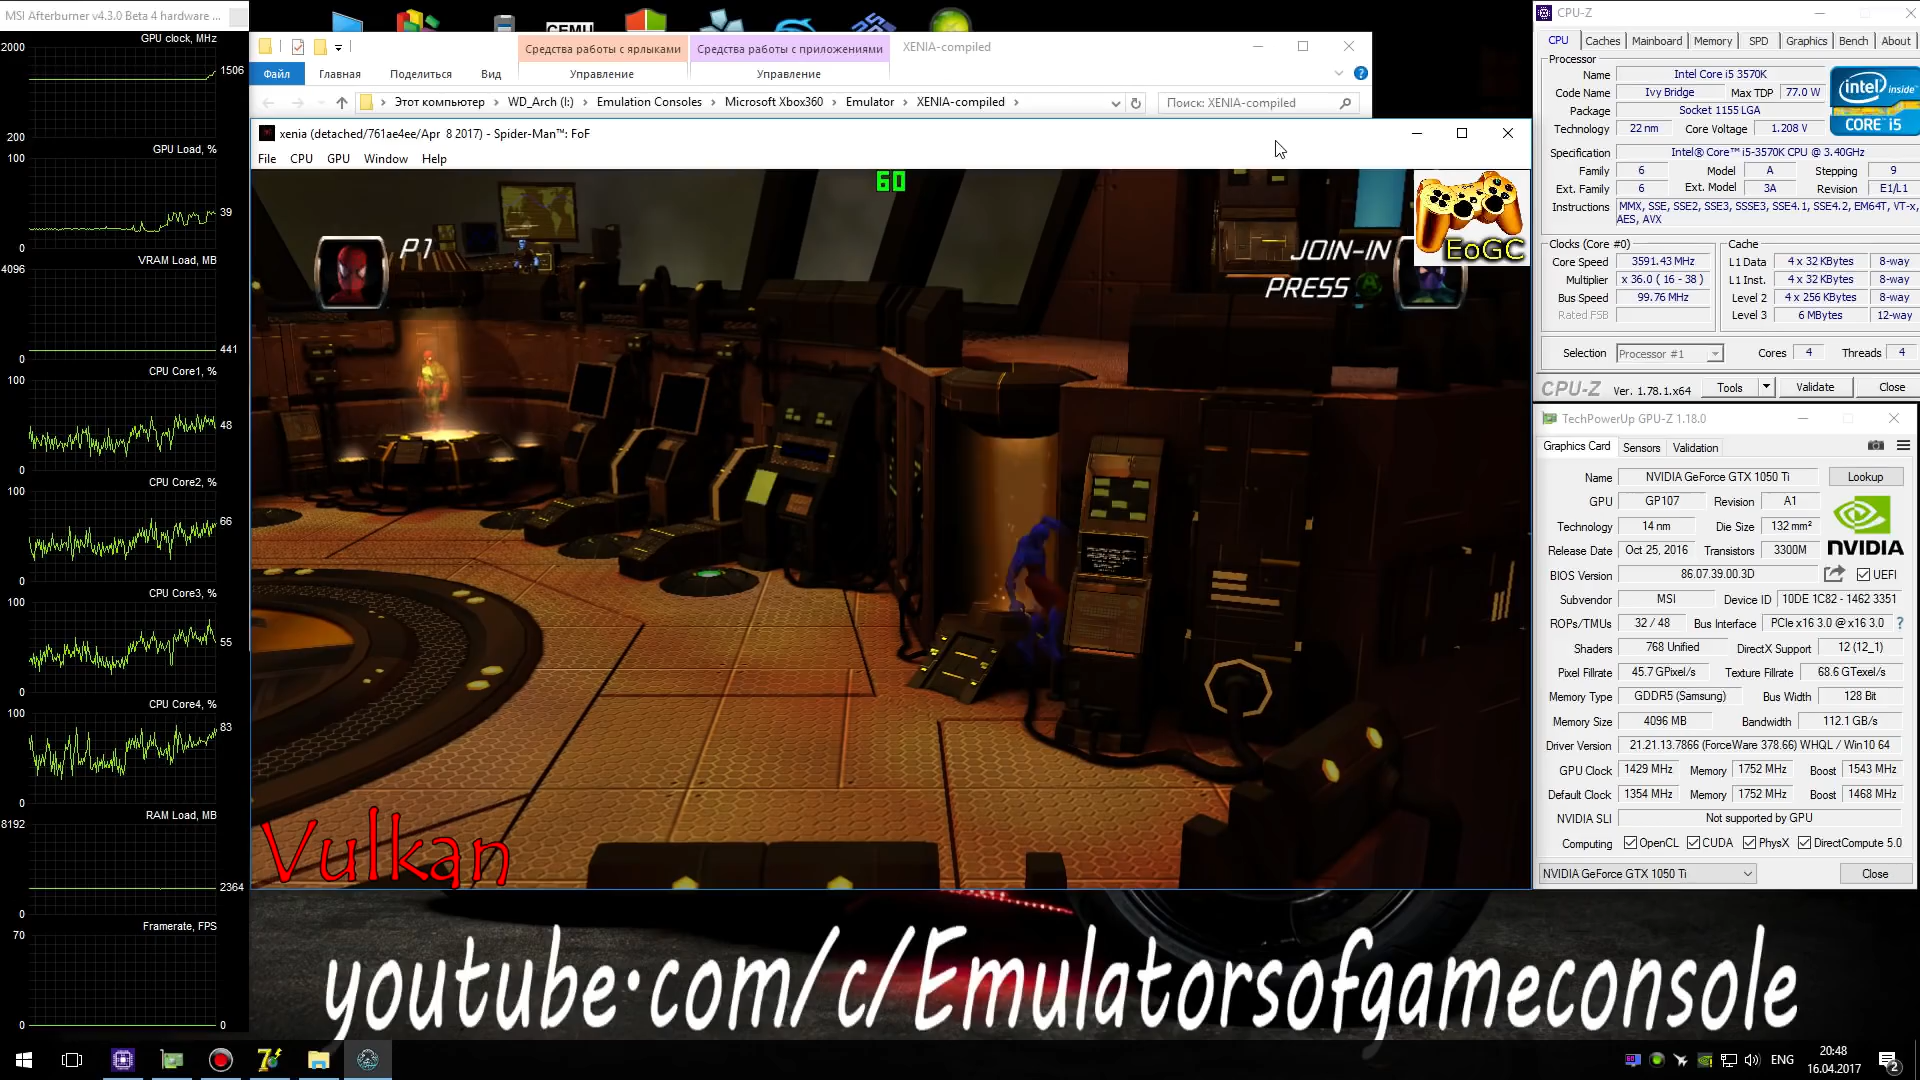 MSI Afterburner v4.3.0 Beta 4 hardware ...
GPU clock, MHz
2000
1506
200
GPU Load, %
100
39
0
VRAM Load, MB
4096
441
0
CPU Core1, %
100
48
0
CPU Core2, %
100
66
0
CPU Core3, %
100
55
0
CPU Core4, %
100
83
0
RAM Load, MB
8192
2364
0
Framerate, FPS
70
0
0
CEMU
Средства работы с ярлыками
Средства работы с приложениями
XENIA-compiled
Файл
Главная
Поделиться
Вид
Управление
Управление
Этот компьютер > WD_Arch (I:) > Emulation Consoles > Microsoft Xbox360 > Emulator > XENIA-compiled >
Поиск: XENIA-compiled
xenia (detached/761ae4ee/Apr 8 2017) - Spider-Man™: FoF
File CPU GPU Window Help
60
P1
JOIN-IN
PRESS A
EoGC
Vulkan
youtube.com/c/Emulatorsofgameconsole
CPU-Z
CPU Caches Mainboard Memory SPD Graphics Bench About
Processor
Name Intel Core i5 3570K
Code Name Ivy Bridge Max TDP 77.0 W
Package Socket 1155 LGA
Technology 22 nm Core Voltage 1.208 V
intel inside™
CORE i5
Specification Intel® Core™ i5-3570K CPU @ 3.40GHz
Family 6 Model A Stepping 9
Ext. Family 6 Ext. Model 3A Revision E1/L1
Instructions MMX, SSE, SSE2, SSE3, SSSE3, SSE4.1, SSE4.2, EM64T, VT-x,
AES, AVX
Clocks (Core #0)
Core Speed 3591.43 MHz
Multiplier x 36.0 ( 16 - 38 )
Bus Speed 99.76 MHz
Rated FSB
Cache
L1 Data 4 x 32 KBytes 8-way
L1 Inst. 4 x 32 KBytes 8-way
Level 2 4 x 256 KBytes 8-way
Level 3 6 MBytes 12-way
Selection Processor #1 Cores 4 Threads 4
CPU-Z Ver. 1.78.1.x64 Tools Validate Close
TechPowerUp GPU-Z 1.18.0
Graphics Card Sensors Validation
Name NVIDIA GeForce GTX 1050 Ti Lookup
GPU GP107 Revision A1
Technology 14 nm Die Size 132 mm²
Release Date Oct 25, 2016 Transistors 3300M
NVIDIA
BIOS Version 86.07.39.00.3D UEFI
Subvendor MSI Device ID 10DE 1C82 - 1462 3351
ROPs/TMUs 32 / 48 Bus Interface PCIe x16 3.0 @ x16 3.0 ?
Shaders 768 Unified DirectX Support 12 (12_1)
Pixel Fillrate 45.7 GPixel/s Texture Fillrate 68.6 GTexel/s
Memory Type GDDR5 (Samsung) Bus Width 128 Bit
Memory Size 4096 MB Bandwidth 112.1 GB/s
Driver Version 21.21.13.7866 (ForceWare 378.66) WHQL / Win10 64
GPU Clock 1429 MHz Memory 1752 MHz Boost 1543 MHz
Default Clock 1354 MHz Memory 1752 MHz Boost 1468 MHz
NVIDIA SLI Not supported by GPU
Computing OpenCL CUDA PhysX DirectCompute 5.0
NVIDIA GeForce GTX 1050 Ti Close
ENG
20:48
16.04.2017
2